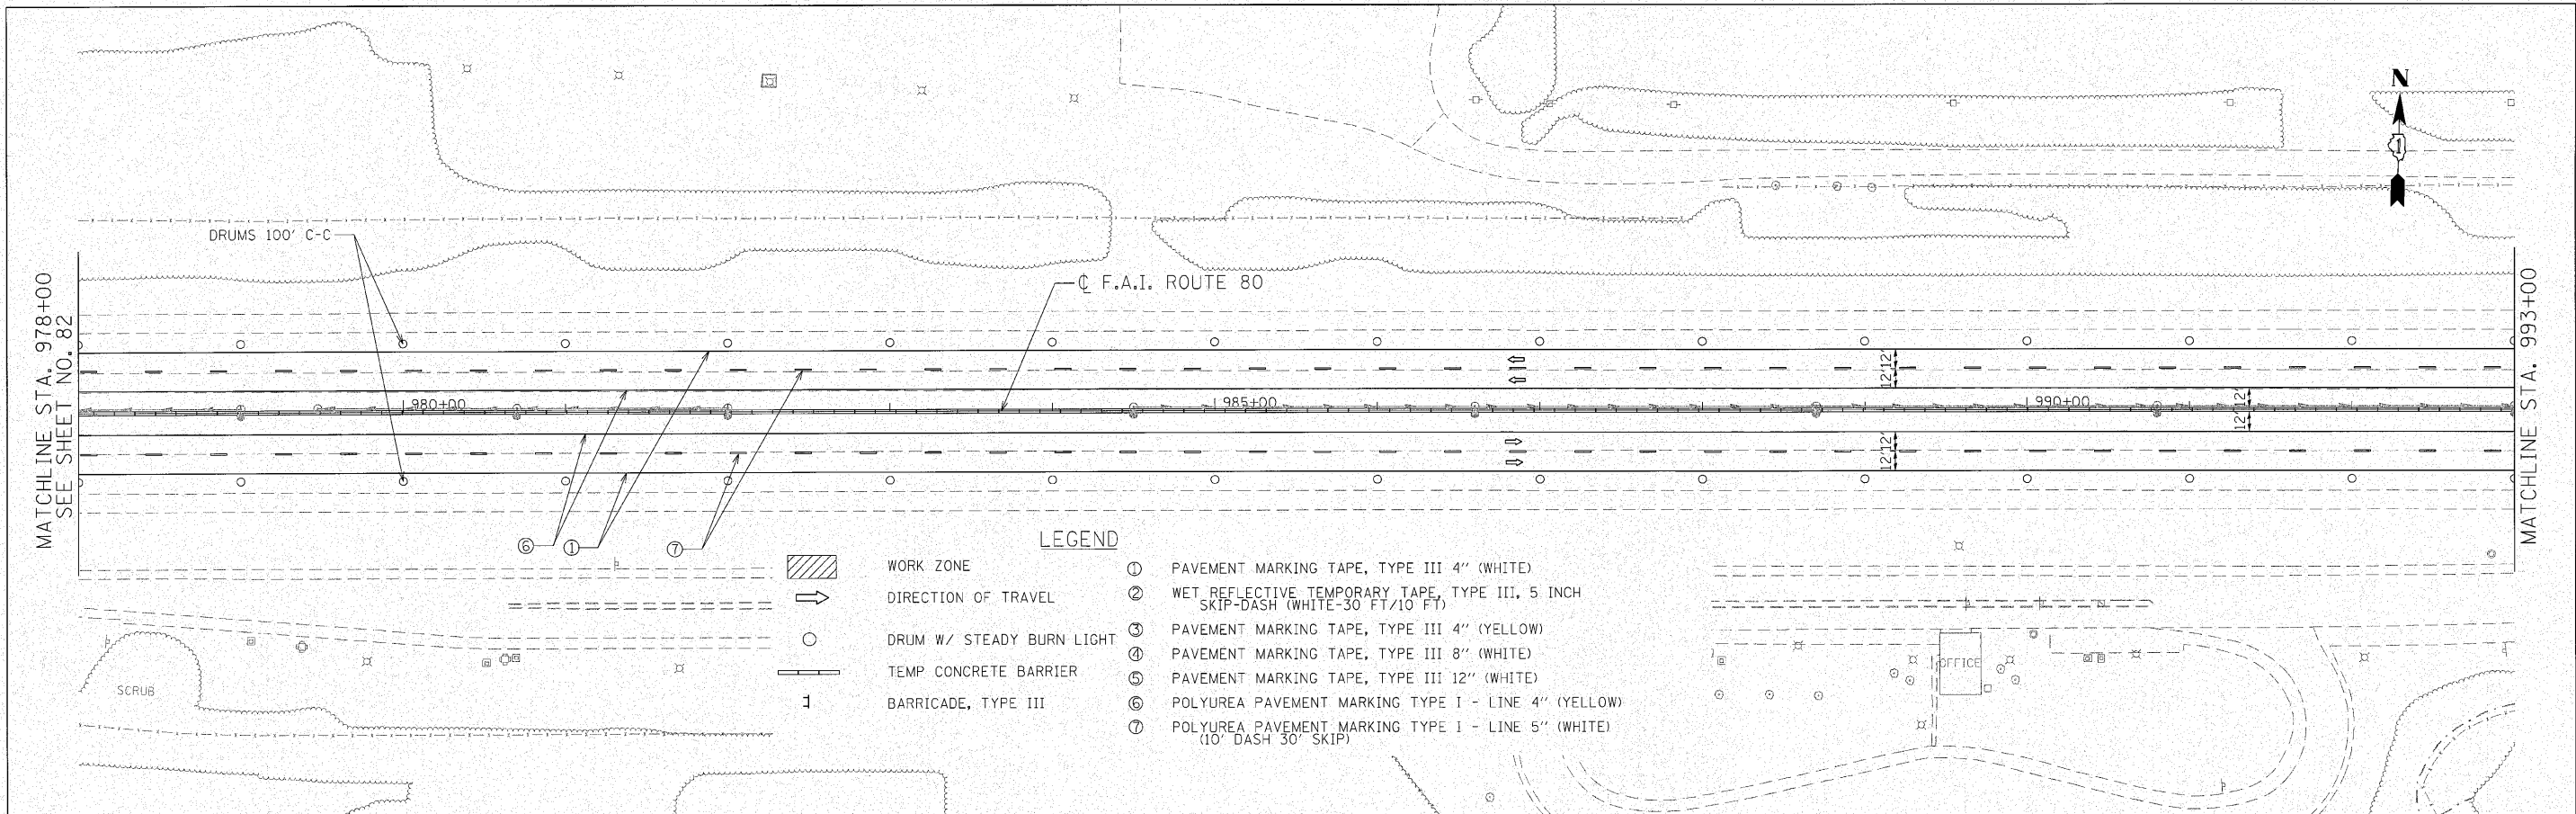 N
1
DRUMS 100' C-C
℄ F.A.I. ROUTE 80
MATCHLINE STA. 978+00
SEE SHEET NO. 82
MATCHLINE STA. 993+00
980+00
985+00
990+00
12' 12'
12' 12'
12' 12'
6
1
7
LEGEND
WORK ZONE
DIRECTION OF TRAVEL
DRUM W/ STEADY BURN LIGHT
TEMP CONCRETE BARRIER
BARRICADE, TYPE III
① PAVEMENT MARKING TAPE, TYPE III 4" (WHITE)
② WET REFLECTIVE TEMPORARY TAPE, TYPE III, 5 INCH
SKIP-DASH (WHITE-30 FT/10 FT)
③ PAVEMENT MARKING TAPE, TYPE III 4" (YELLOW)
④ PAVEMENT MARKING TAPE, TYPE III 8" (WHITE)
⑤ PAVEMENT MARKING TAPE, TYPE III 12" (WHITE)
⑥ POLYUREA PAVEMENT MARKING TYPE I - LINE 4" (YELLOW)
⑦ POLYUREA PAVEMENT MARKING TYPE I - LINE 5" (WHITE)
(10' DASH 30' SKIP)
SCRUB
OFFICE